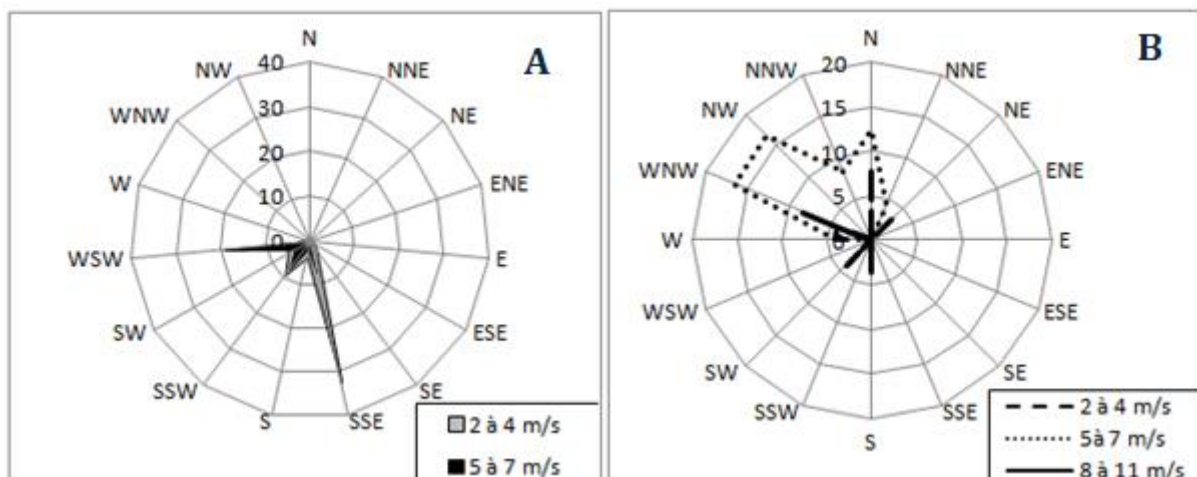 A
N
NNE
NE
ENE
E
ESE
SE
SSE
S
SSW
SW
WSW
W
WNW
NW
40
30
20
10
0
2 à 4 m/s
5 à 7 m/s
B
N
NNE
NE
ENE
E
ESE
SE
SSE
S
SSW
SW
WSW
W
WNW
NW
NNW
20
15
10
5
0
2 à 4 m/s
5à 7 m/s
8 à 11 m/s